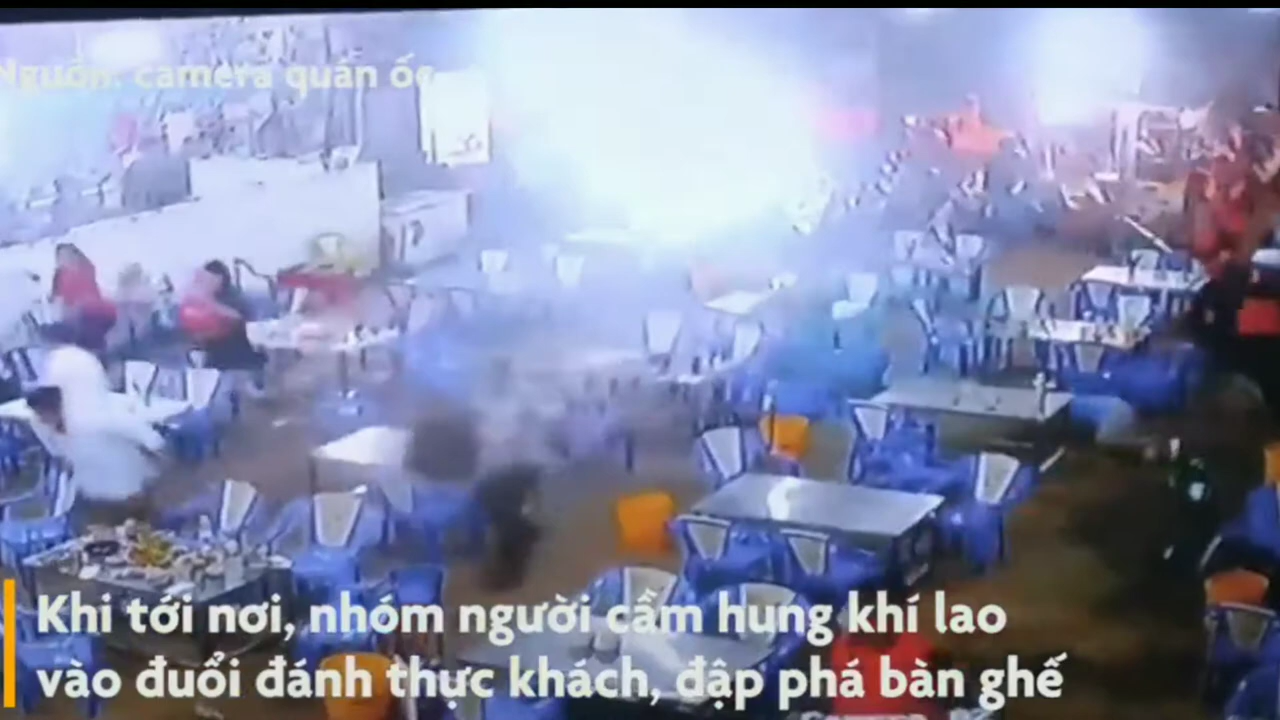 Nguồn: camera quán ốc
Khi tới nơi, nhóm người cầm hung khí lao
vào đuổi đánh thực khách, đập phá bàn ghế
Camera